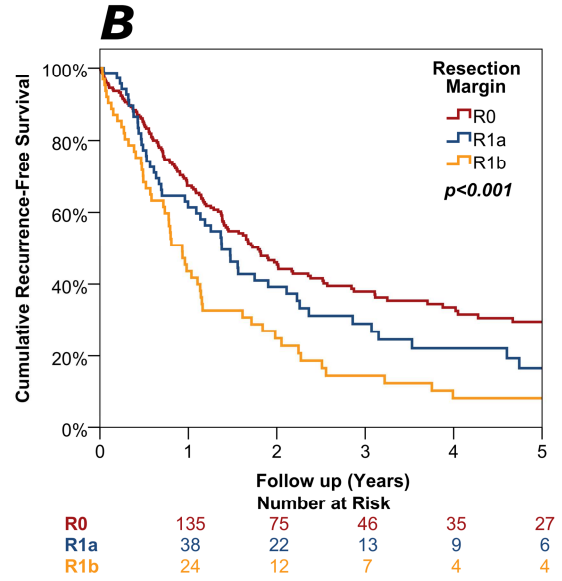 B
Cumulative Recurrence-Free Survival
100%
80%
60%
40%
20%
0%
Resection
Margin
R0
R1a
R1b
p<0.001
0 1 2 3 4 5
Follow up (Years)
Number at Risk
R0 135 75 46 35 27
R1a 38 22 13 9 6
R1b 24 12 7 4 4